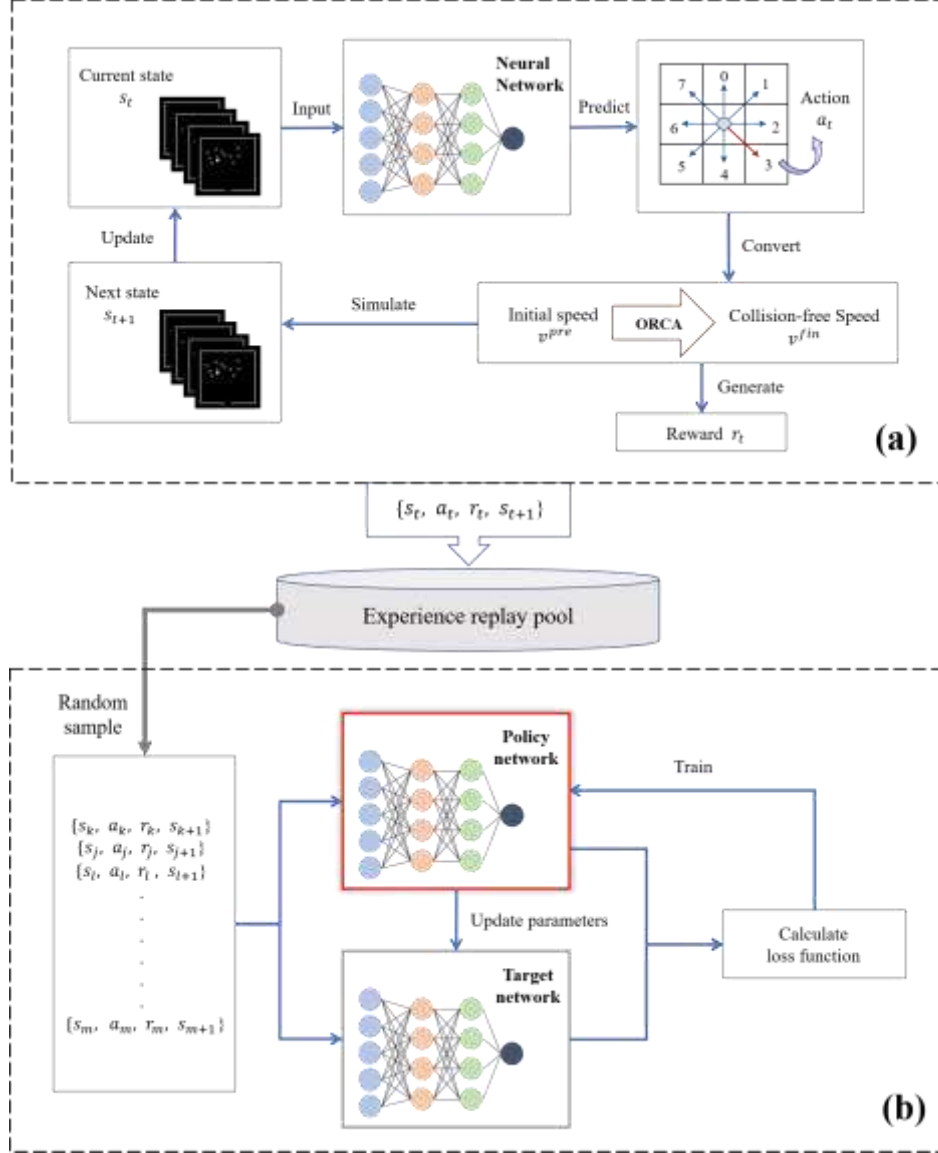 Current state
s_t
Input
Neural
Network
Predict
7 0 1
6 2
5 4 3
Action
a_t
Update
Convert
Next state
s_{t+1}
Simulate
Initial speed
v^{pre}
ORCA
Collision-free Speed
v^{fin}
Generate
Reward r_t
(a)
{s_t, a_t, r_t, s_{t+1}}
Experience replay pool
Random
sample
Policy
network
Train
{s_k, a_k, r_k, s_{k+1}}
{s_j, a_j, r_j, s_{j+1}}
{s_l, a_l, r_l, s_{l+1}}
.
.
.
.
.
.
{s_m, a_m, r_m, s_{m+1}}
Update parameters
Calculate
loss function
Target
network
(b)